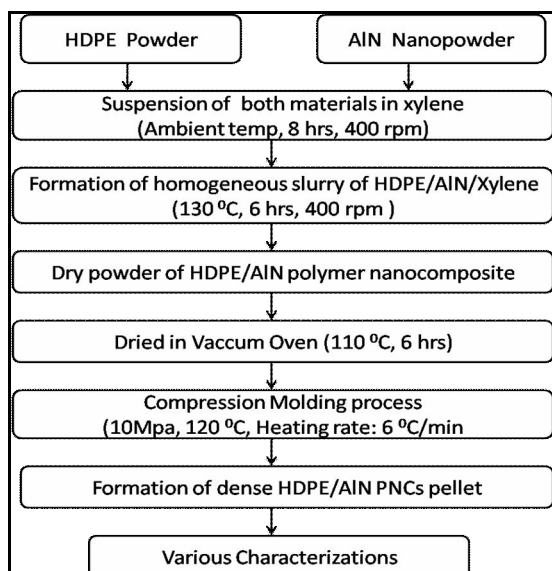 HDPE Powder
AlN Nanopowder
Suspension of both materials in xylene
(Ambient temp, 8 hrs, 400 rpm)
Formation of homogeneous slurry of HDPE/AlN/Xylene
(130 ⁰C, 6 hrs, 400 rpm )
Dry powder of HDPE/AlN polymer nanocomposite
Dried in Vaccum Oven (110 ⁰C, 6 hrs)
Compression Molding process
(10Mpa, 120 ⁰C, Heating rate: 6 ⁰C/min
Formation of dense HDPE/AlN PNCs pellet
Various Characterizations